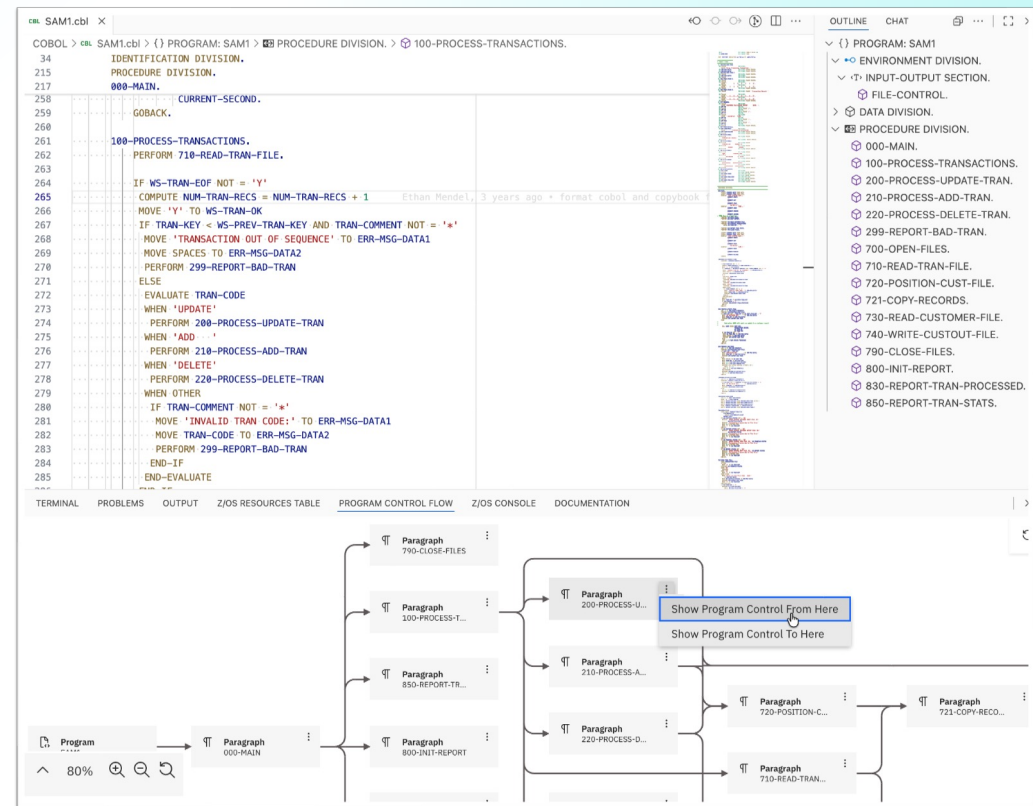 CBL SAM1.cbl ×
COBOL > CBL SAM1.cbl > {} PROGRAM: SAM1 > PROCEDURE DIVISION. > 100-PROCESS-TRANSACTIONS.
34 IDENTIFICATION DIVISION.
215 PROCEDURE DIVISION.
217 000-MAIN.
258 CURRENT-SECOND.
259 GOBACK.
260
261 100-PROCESS-TRANSACTIONS.
262 PERFORM 710-READ-TRAN-FILE.
263
264 IF WS-TRAN-EOF NOT = 'Y'
265 COMPUTE NUM-TRAN-RECS = NUM-TRAN-RECS + 1 Ethan Mendel, 3 years ago • format cobol and copybook f
266 MOVE 'Y' TO WS-TRAN-OK
267 IF TRAN-KEY < WS-PREV-TRAN-KEY AND TRAN-COMMENT NOT = '*'
268 MOVE 'TRANSACTION OUT OF SEQUENCE' TO ERR-MSG-DATA1
269 MOVE SPACES TO ERR-MSG-DATA2
270 PERFORM 299-REPORT-BAD-TRAN
271 ELSE
272 EVALUATE TRAN-CODE
273 WHEN 'UPDATE'
274 PERFORM 200-PROCESS-UPDATE-TRAN
275 WHEN 'ADD   '
276 PERFORM 210-PROCESS-ADD-TRAN
277 WHEN 'DELETE'
278 PERFORM 220-PROCESS-DELETE-TRAN
279 WHEN OTHER
280 IF TRAN-COMMENT NOT = '*'
281 MOVE 'INVALID TRAN CODE:' TO ERR-MSG-DATA1
282 MOVE TRAN-CODE TO ERR-MSG-DATA2
283 PERFORM 299-REPORT-BAD-TRAN
284 END-IF
285 END-EVALUATE
OUTLINE CHAT
{} PROGRAM: SAM1
ENVIRONMENT DIVISION.
INPUT-OUTPUT SECTION.
FILE-CONTROL.
DATA DIVISION.
PROCEDURE DIVISION.
000-MAIN.
100-PROCESS-TRANSACTIONS.
200-PROCESS-UPDATE-TRAN.
210-PROCESS-ADD-TRAN.
220-PROCESS-DELETE-TRAN.
299-REPORT-BAD-TRAN.
700-OPEN-FILES.
710-READ-TRAN-FILE.
720-POSITION-CUST-FILE.
721-COPY-RECORDS.
730-READ-CUSTOMER-FILE.
740-WRITE-CUSTOUT-FILE.
790-CLOSE-FILES.
800-INIT-REPORT.
830-REPORT-TRAN-PROCESSED.
850-REPORT-TRAN-STATS.
TERMINAL PROBLEMS OUTPUT Z/OS RESOURCES TABLE PROGRAM CONTROL FLOW Z/OS CONSOLE DOCUMENTATION
¶ Paragraph
790-CLOSE-FILES
¶ Paragraph
200-PROCESS-U...
Show Program Control From Here
Show Program Control To Here
¶ Paragraph
100-PROCESS-T...
¶ Paragraph
210-PROCESS-A...
¶ Paragraph
850-REPORT-TR...
¶ Paragraph
720-POSITION-C...
¶ Paragraph
721-COPY-RECO...
¶ Paragraph
220-PROCESS-D...
Program
¶ Paragraph
000-MAIN
¶ Paragraph
800-INIT-REPORT
¶ Paragraph
710-READ-TRAN...
80%